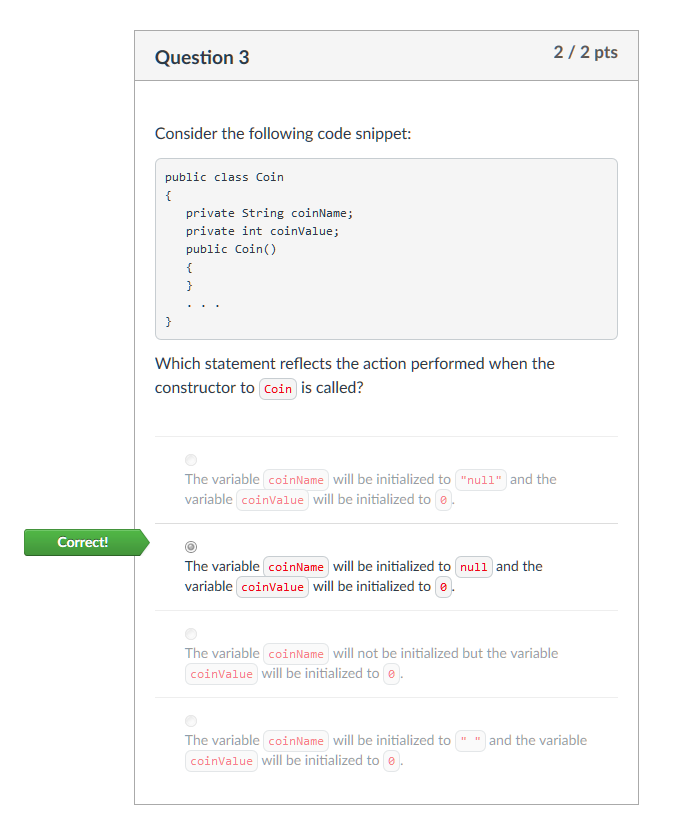 Question 3
2 / 2 pts
Consider the following code snippet:
public class Coin
{
   private String coinName;
   private int coinValue;
   public Coin()
   {
   }
   . . .
}
Which statement reflects the action performed when the
constructor to Coin is called?
The variable coinName will be initialized to "null" and the
variable coinValue will be initialized to 0.
Correct!
The variable coinName will be initialized to null and the
variable coinValue will be initialized to 0.
The variable coinName will not be initialized but the variable
coinValue will be initialized to 0.
The variable coinName will be initialized to " " and the variable
coinValue will be initialized to 0.